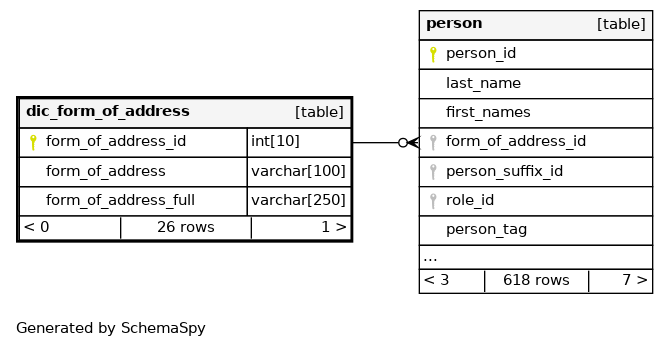 dic_form_of_address [table]
form_of_address_id int[10]
form_of_address varchar[100]
form_of_address_full varchar[250]
< 0 26 rows 1 >
person [table]
person_id
last_name
first_names
form_of_address_id
person_suffix_id
role_id
person_tag
...
< 3 618 rows 7 >
Generated by SchemaSpy